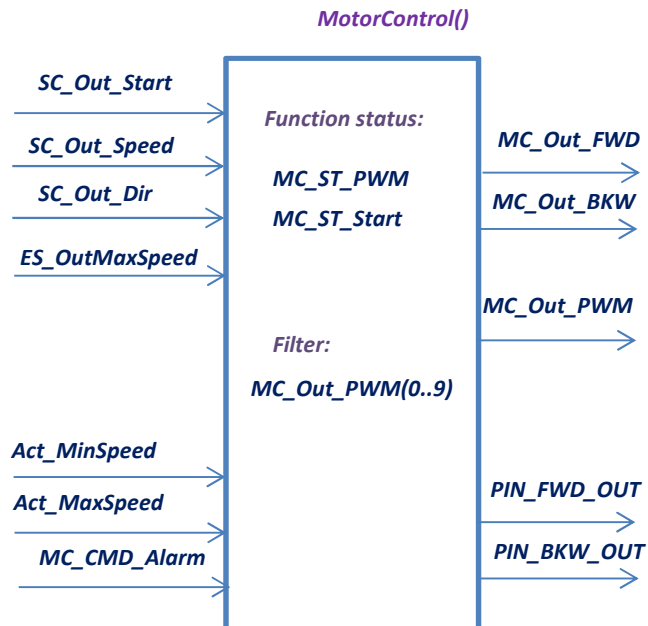 MotorControl()
SC_Out_Start
SC_Out_Speed
SC_Out_Dir
ES_OutMaxSpeed
Act_MinSpeed
Act_MaxSpeed
MC_CMD_Alarm
Function status:
MC_ST_PWM
MC_ST_Start
Filter:
MC_Out_PWM(0..9)
MC_Out_FWD
MC_Out_BKW
MC_Out_PWM
PIN_FWD_OUT
PIN_BKW_OUT